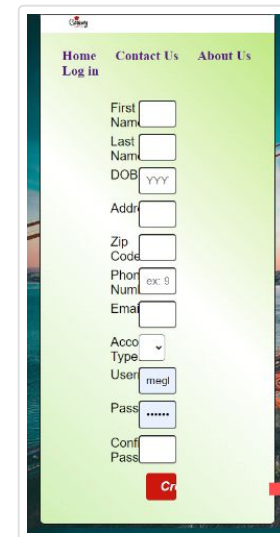 Home Contact Us About Us
Log in
First
Nam
Last
Nam
DOB YYY
Addr
Zip
Code
Phon
Num ex: 9
Emai
Acco
Type
User megl
Pass ••••••
Confi
Pass
Cr